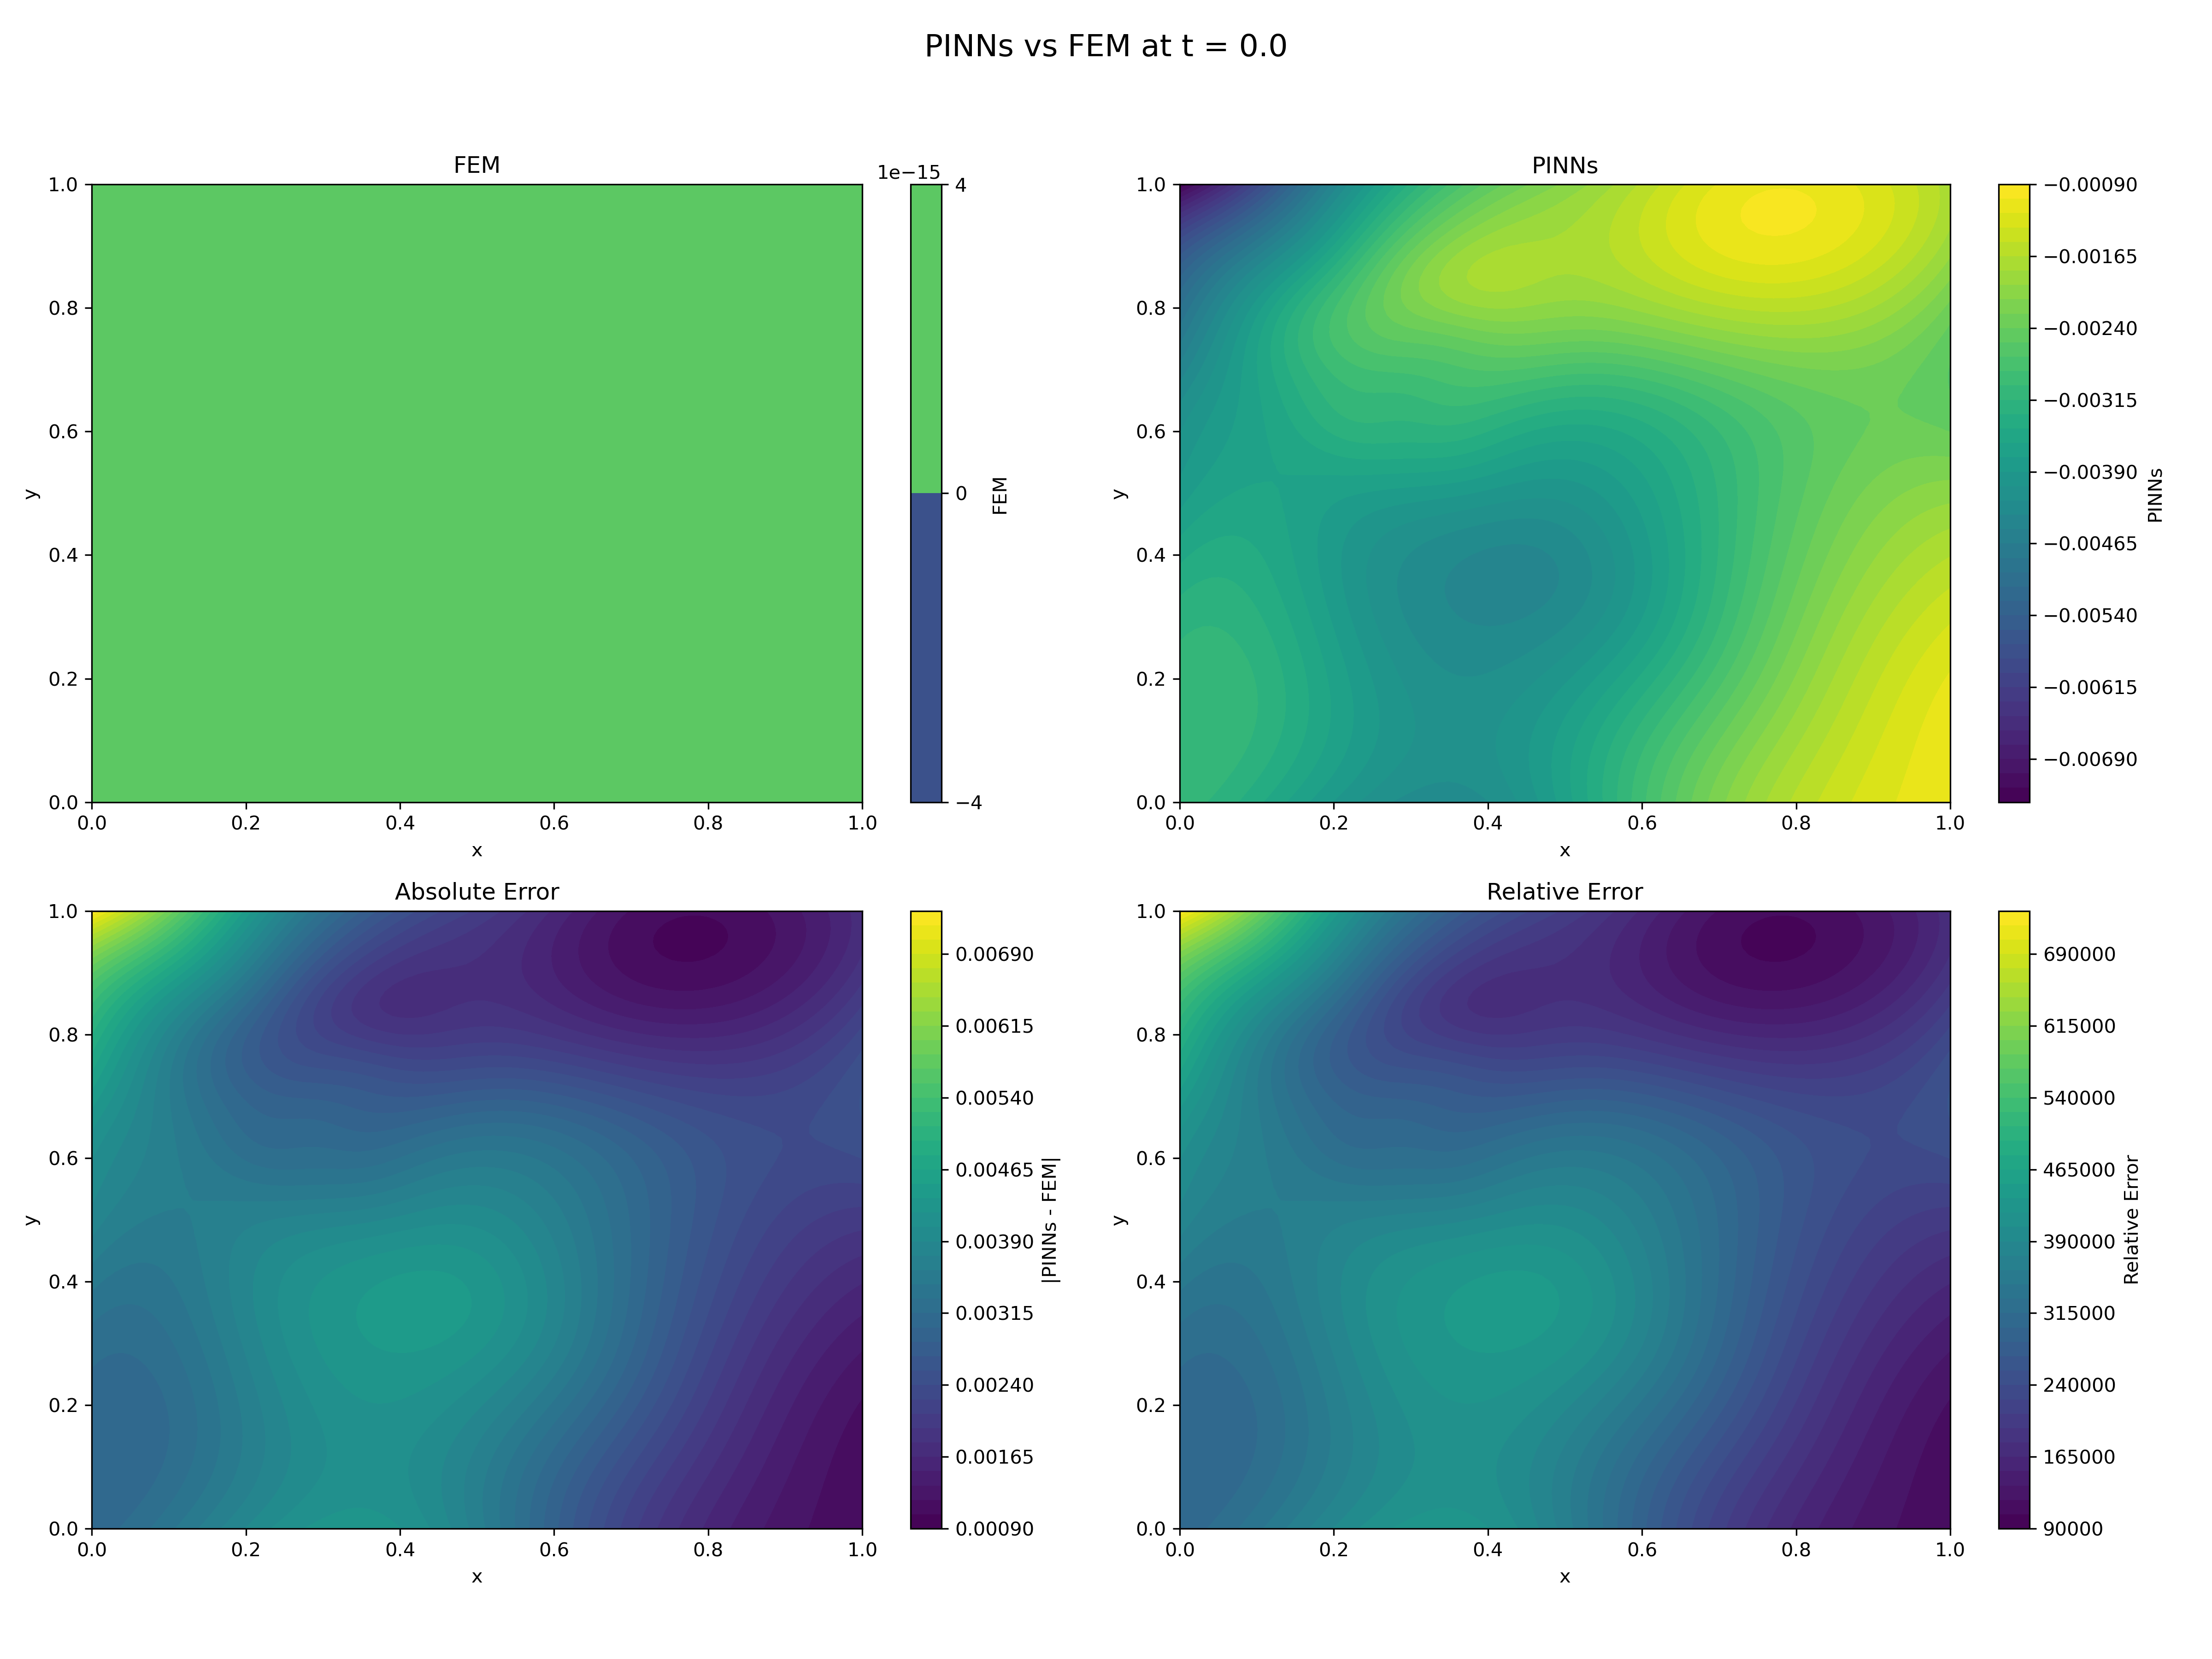 PINNs vs FEM at t = 0.0
FEM
1e−15
1.0
0.8
0.6
0.4
0.2
0.0
y
0.0 0.2 0.4 0.6 0.8 1.0
x
4
0
−4
FEM
PINNs
1.0
0.8
0.6
0.4
0.2
0.0
y
0.0 0.2 0.4 0.6 0.8 1.0
x
−0.00090
−0.00165
−0.00240
−0.00315
−0.00390
−0.00465
−0.00540
−0.00615
−0.00690
PINNs
Absolute Error
1.0
0.8
0.6
0.4
0.2
0.0
y
0.0 0.2 0.4 0.6 0.8 1.0
x
0.00690
0.00615
0.00540
0.00465
0.00390
0.00315
0.00240
0.00165
0.00090
|PINNs - FEM|
Relative Error
1.0
0.8
0.6
0.4
0.2
0.0
y
0.0 0.2 0.4 0.6 0.8 1.0
x
690000
615000
540000
465000
390000
315000
240000
165000
90000
Relative Error